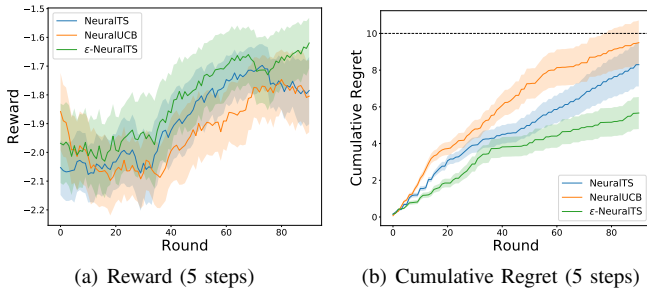 NeuralTS
NeuralUCB
ε-NeuralTS
-1.5
-1.6
-1.7
-1.8
-1.9
-2.0
-2.1
-2.2
Reward
0 20 40 60 80
Round
(a) Reward (5 steps)
10
8
6
4
2
0
Cumulative Regret
NeuralTS
NeuralUCB
ε-NeuralTS
0 20 40 60 80
Round
(b) Cumulative Regret (5 steps)